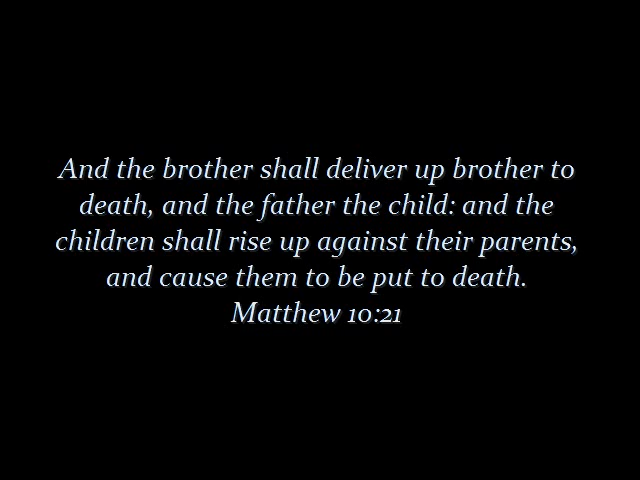 And the brother shall deliver up brother to
death, and the father the child: and the
children shall rise up against their parents,
and cause them to be put to death.
Matthew 10:21